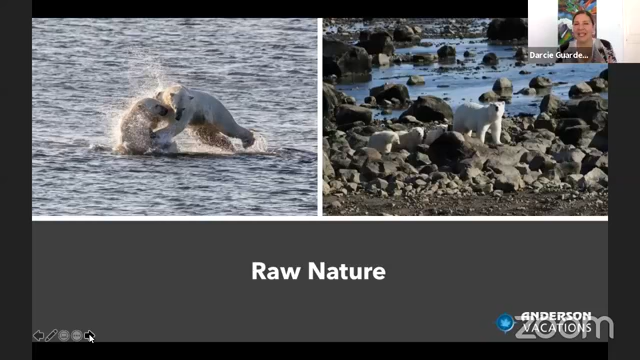 Darcie Guarde...
Raw Nature
ANDERSON
VACATIONS
zoom